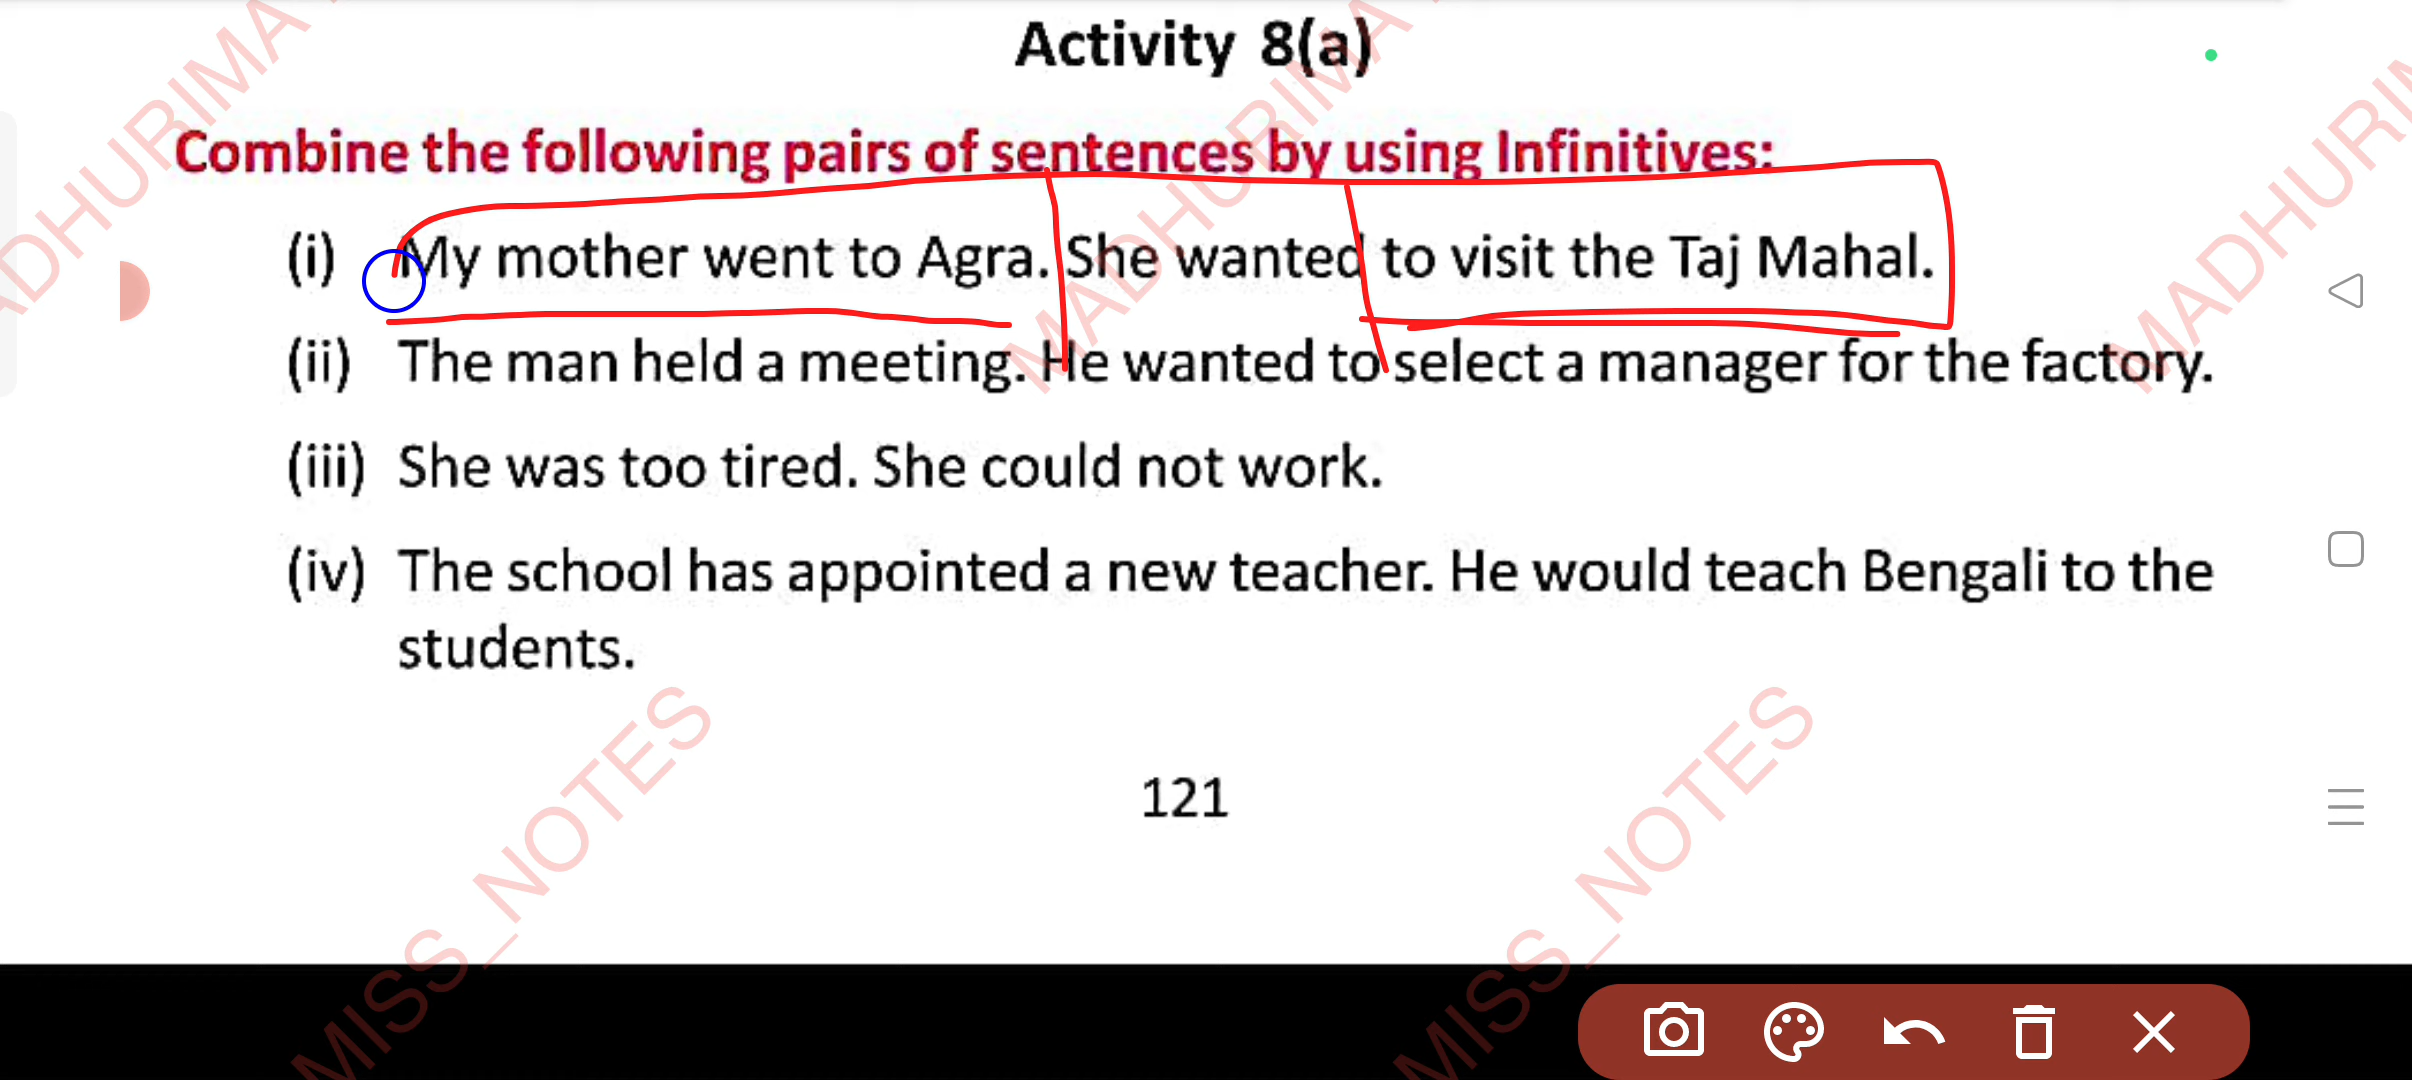 Activity 8(a)
Combine the following pairs of sentences by using Infinitives:
(i) My mother went to Agra. She wanted to visit the Taj Mahal.
(ii) The man held a meeting. He wanted to select a manager for the factory.
(iii) She was too tired. She could not work.
(iv) The school has appointed a new teacher. He would teach Bengali to the
students.
121
MADHURIMA
MADHURIMA
MADHURIM
MISS_NOTES
MISS_NOTES